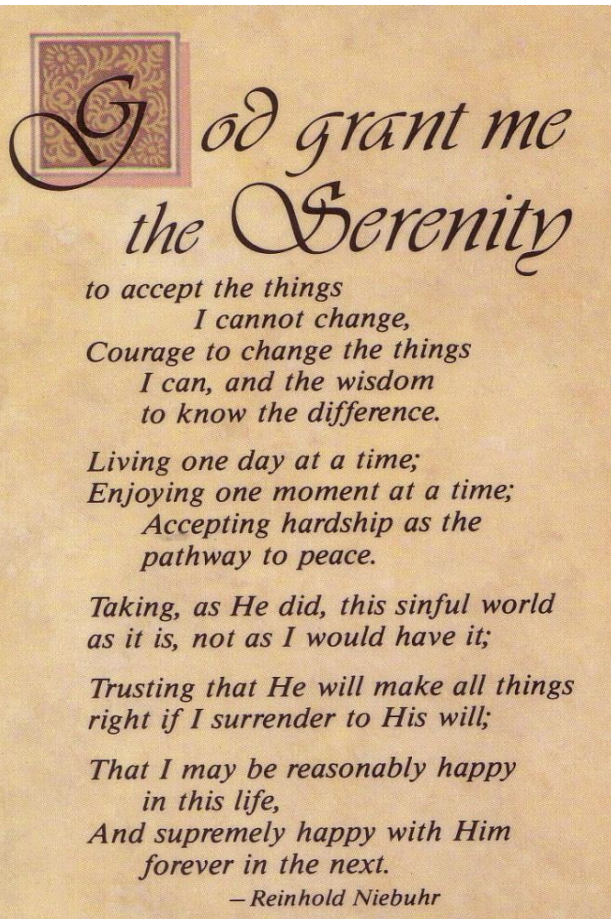 God grant me
the Serenity
to accept the things
I cannot change,
Courage to change the things
I can, and the wisdom
to know the difference.
Living one day at a time;
Enjoying one moment at a time;
Accepting hardship as the
pathway to peace.
Taking, as He did, this sinful world
as it is, not as I would have it;
Trusting that He will make all things
right if I surrender to His will;
That I may be reasonably happy
in this life,
And supremely happy with Him
forever in the next.
– Reinhold Niebuhr